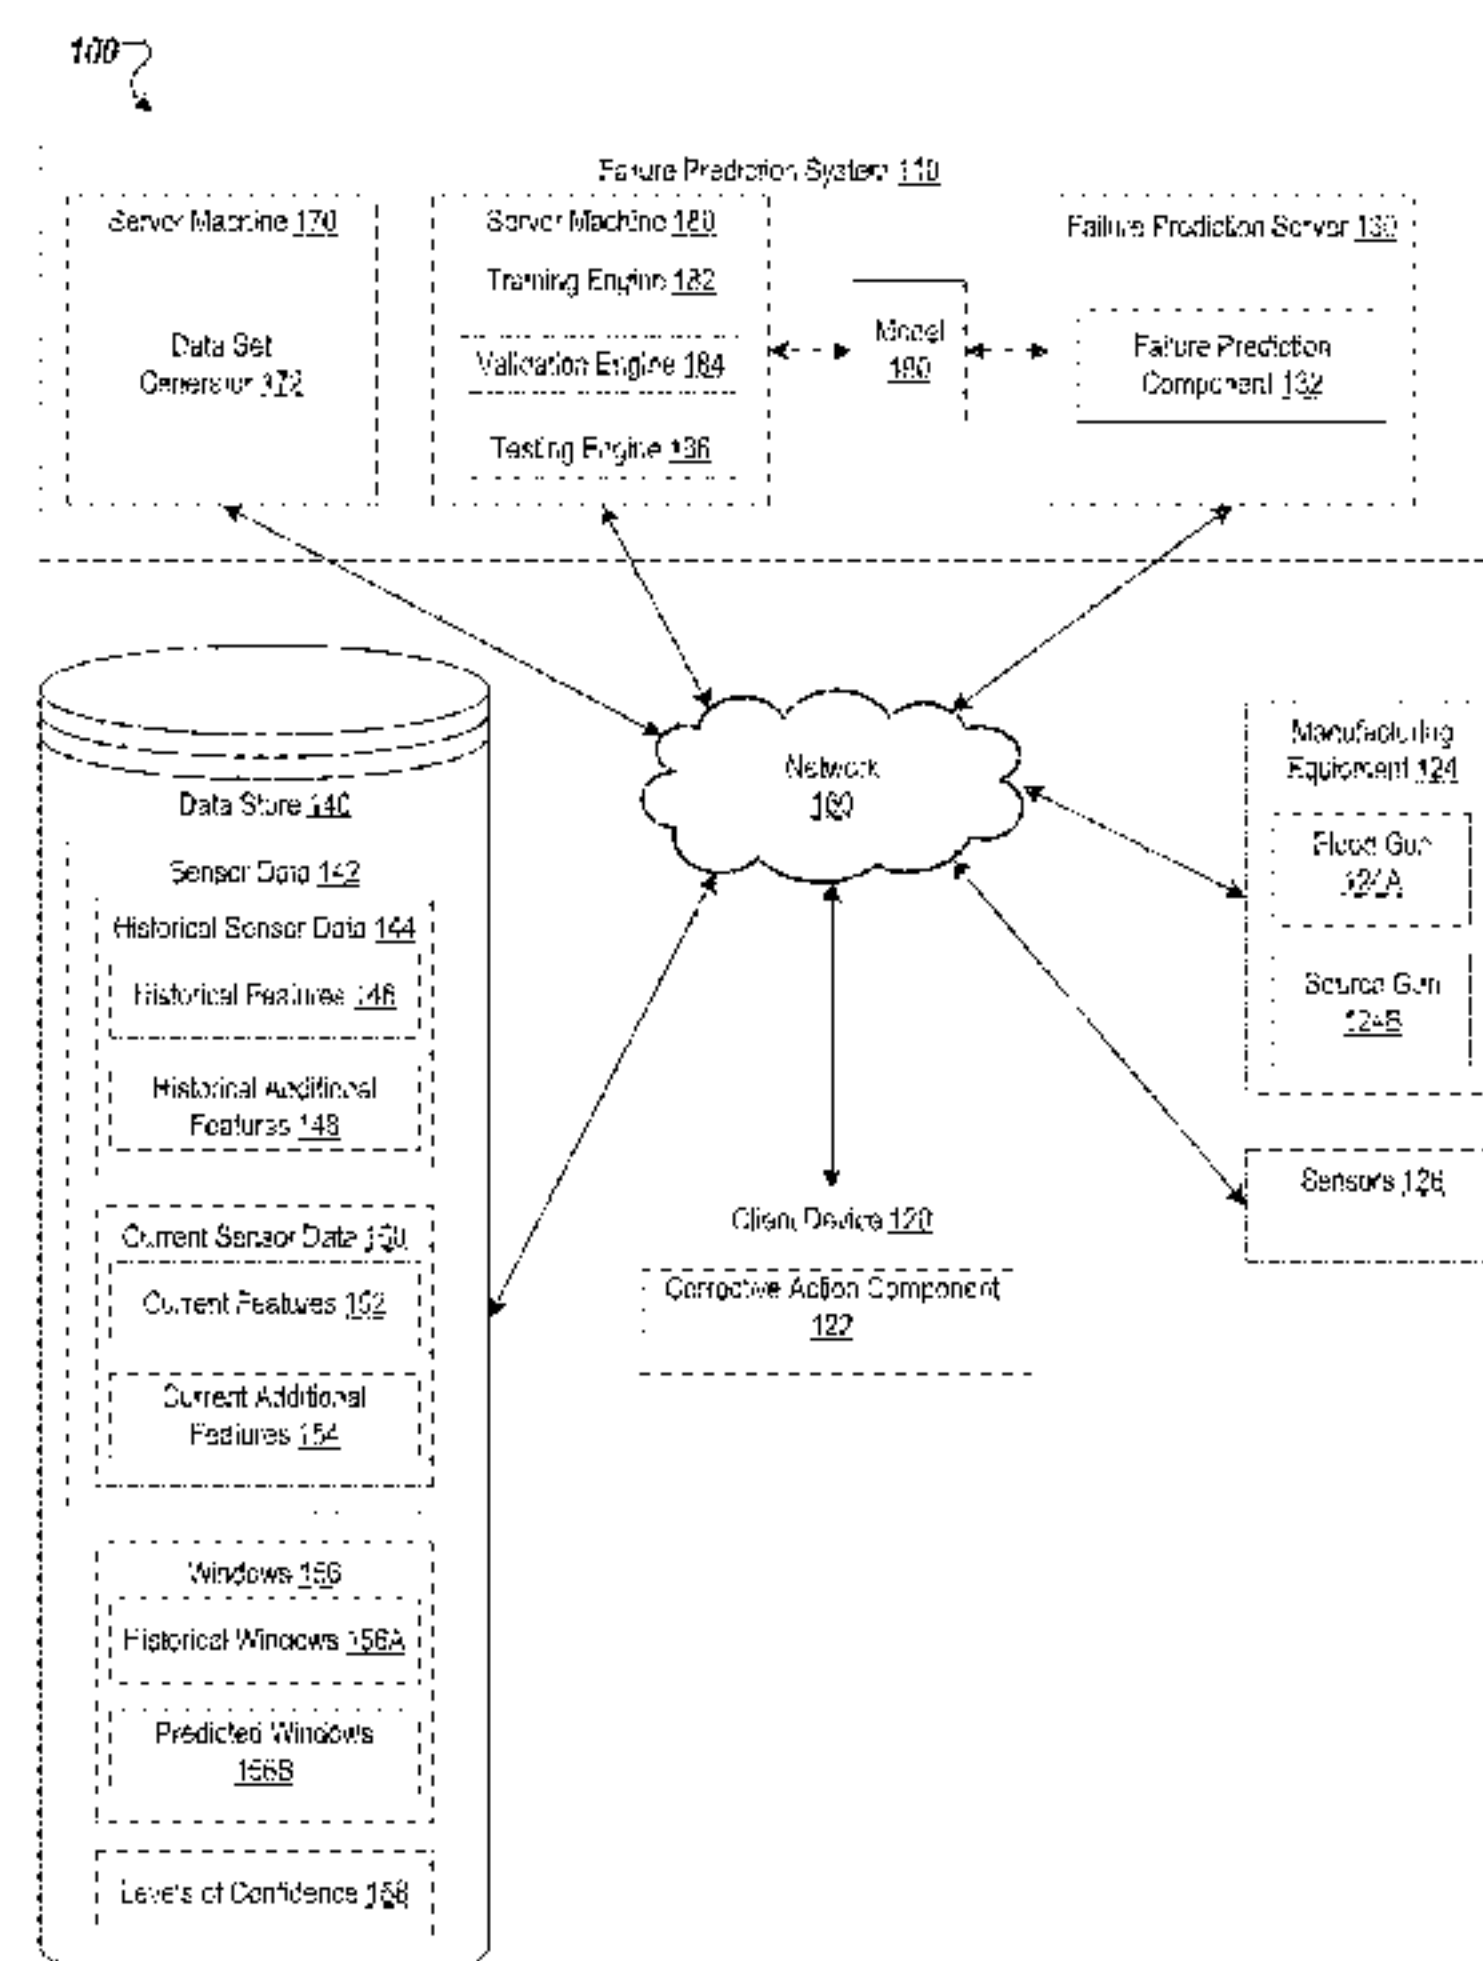 100
Failure Prediction System 110
Server Machine 170
Data Set
Generator 172
Server Machine 180
Training Engine 182
Validation Engine 184
Testing Engine 186
Model
190
Failure Prediction Server 130
Failure Prediction
Component 132
Data Store 140
Sensor Data 142
Historical Sensor Data 144
Historical Features 146
Historical Additional
Features 148
Current Sensor Data 150
Current Features 152
Current Additional
Features 154
Windows 156
Historical Windows 156A
Predicted Windows
156B
Levels of Confidence 158
Network
160
Client Device 120
Corrective Action Component
122
Manufacturing
Equipment 124
Flood Gun
124A
Source Gun
124B
Sensors 126